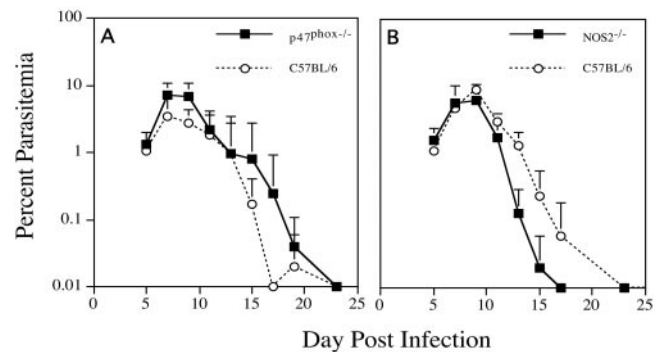 100
10
1
0.1
0.01
Percent Parasitemia
A
p47phox-/-
C57BL/6
B
NOS2-/-
C57BL/6
0 5 10 15 20 25
0 5 10 15 20 25
Day Post Infection